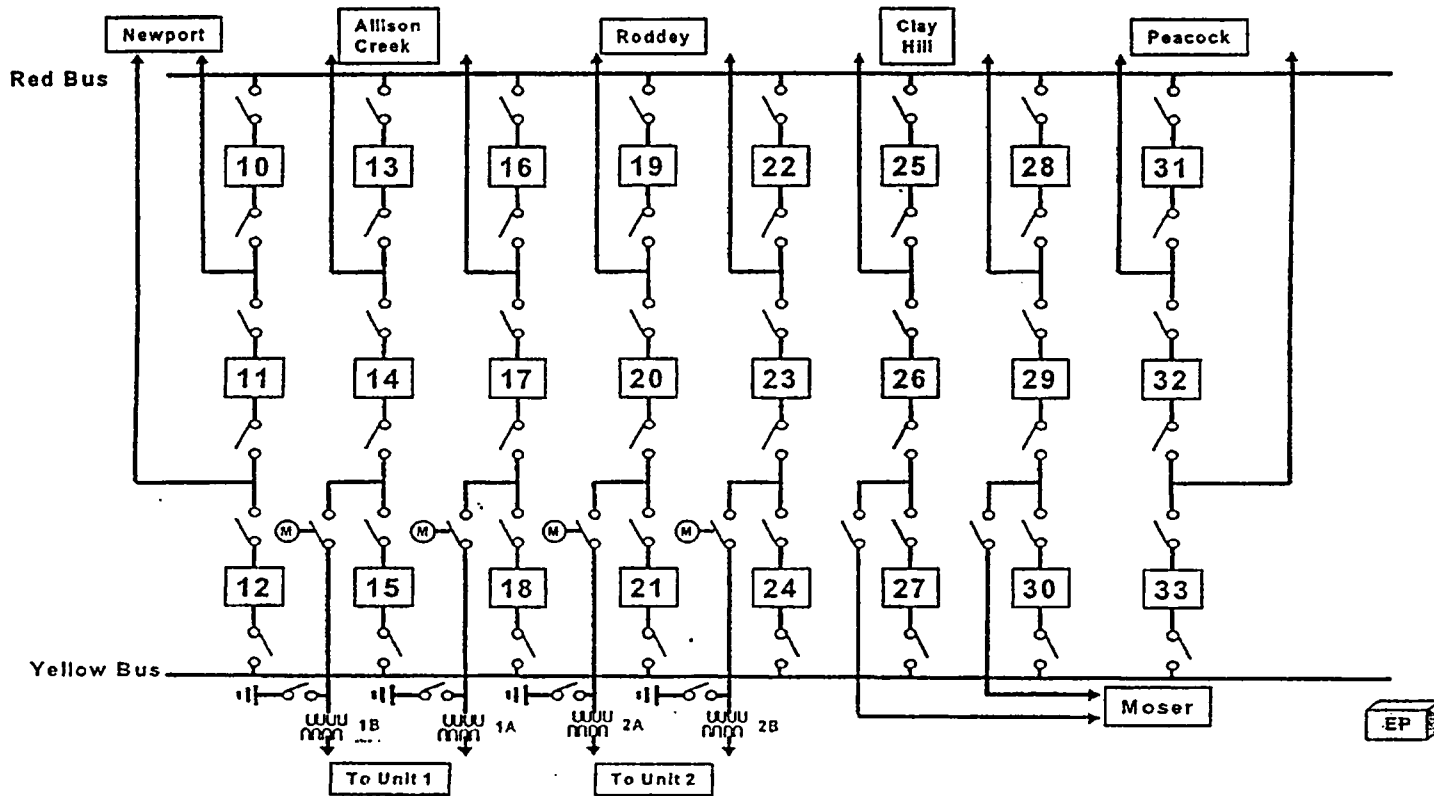 Newport
Allison
Creek
Roddey
Clay
Hill
Peacock
Red Bus
10
13
16
19
22
25
28
31
11
14
17
20
23
26
29
32
M
M
M
M
12
15
18
21
24
27
30
33
Yellow Bus
1B
1A
2A
2B
Moser
EP
To Unit 1
To Unit 2